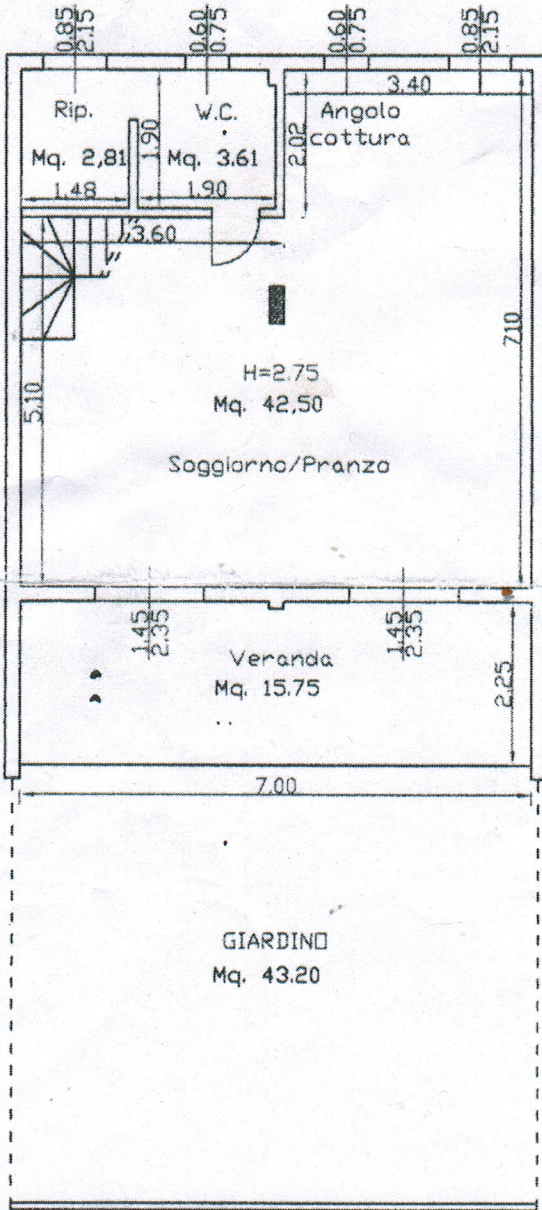 0.85
2.15
0.60
0.75
0.60
0.75
0.85
2.15
3.40
Rip.
W.C.
Angolo
cottura
1.90
2.02
Mq. 2,81
Mq. 3.61
1.48
1.90
3.60
710
H=2.75
Mq. 42,50
5.10
Soggiorno/Pranzo
1.45
2.35
1.45
2.35
Veranda
Mq. 15.75
2.25
7.00
GIARDINO
Mq. 43.20